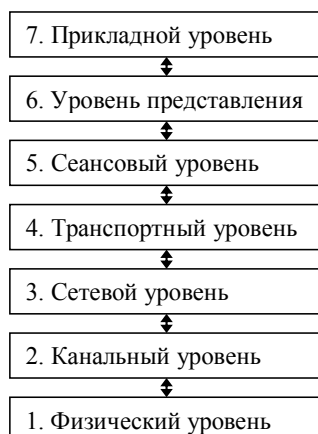 7. Прикладной уровень
6. Уровень представления
5. Сеансовый уровень
4. Транспортный уровень
3. Сетевой уровень
2. Канальный уровень
1. Физический уровень